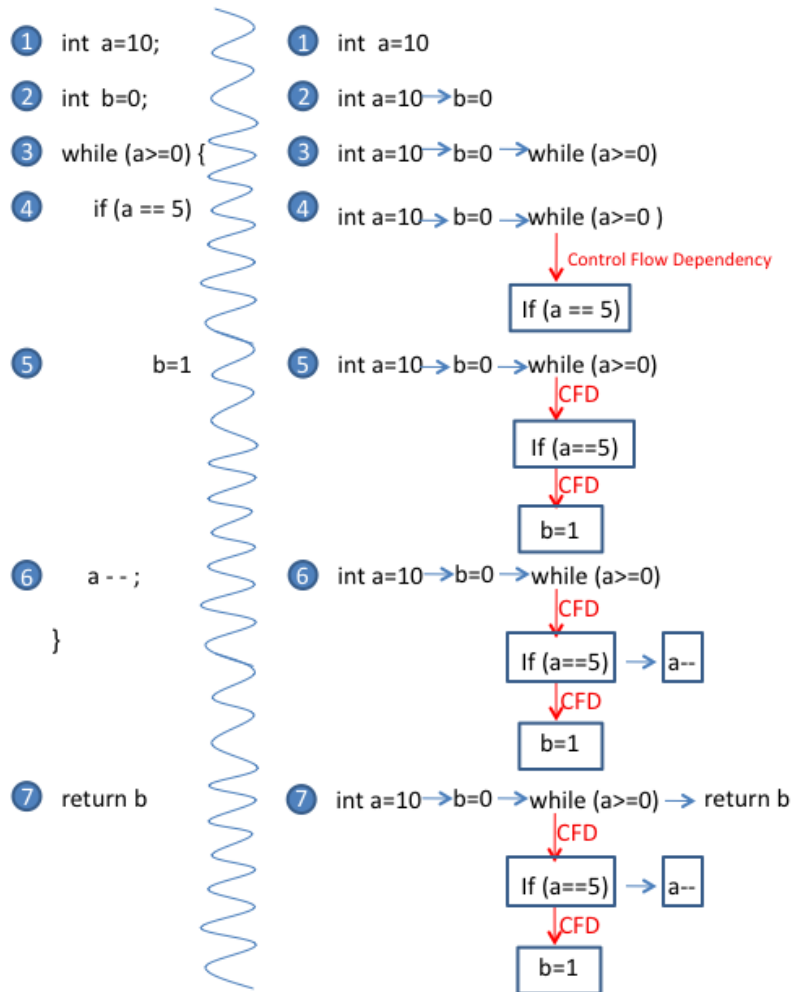 1 int a=10;
1 int a=10
2 int b=0;
2 int a=10 b=0
3 while (a>=0) {
3 int a=10 b=0 while (a>=0)
4 if (a == 5)
4 int a=10 b=0 while (a>=0 )
Control Flow Dependency
If (a == 5)
5 b=1
5 int a=10 b=0 while (a>=0)
CFD
If (a==5)
CFD
b=1
6 a - - ;
6 int a=10 b=0 while (a>=0)
CFD
}
If (a==5) a--
CFD
b=1
7 return b
7 int a=10 b=0 while (a>=0) return b
CFD
If (a==5) a--
CFD
b=1